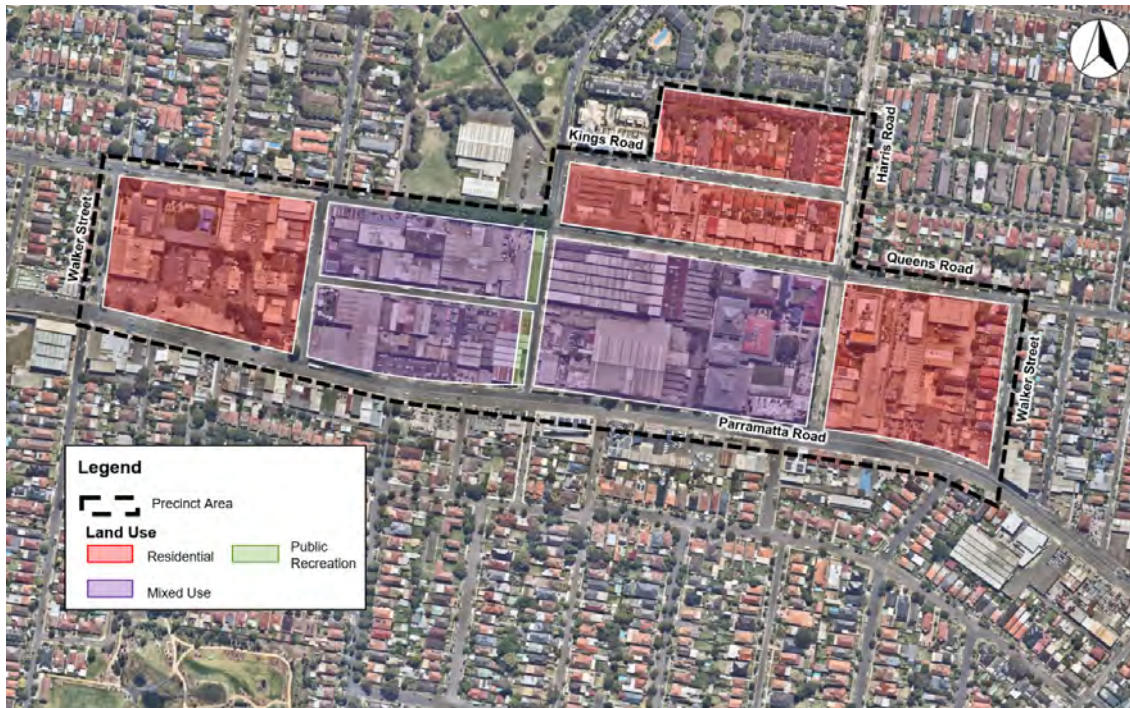 Kings Road
Harris Road
Walker Street
Queens Road
Walker Street
Parramatta Road
Legend
Precinct Area
Land Use
Residential
Public
Recreation
Mixed Use